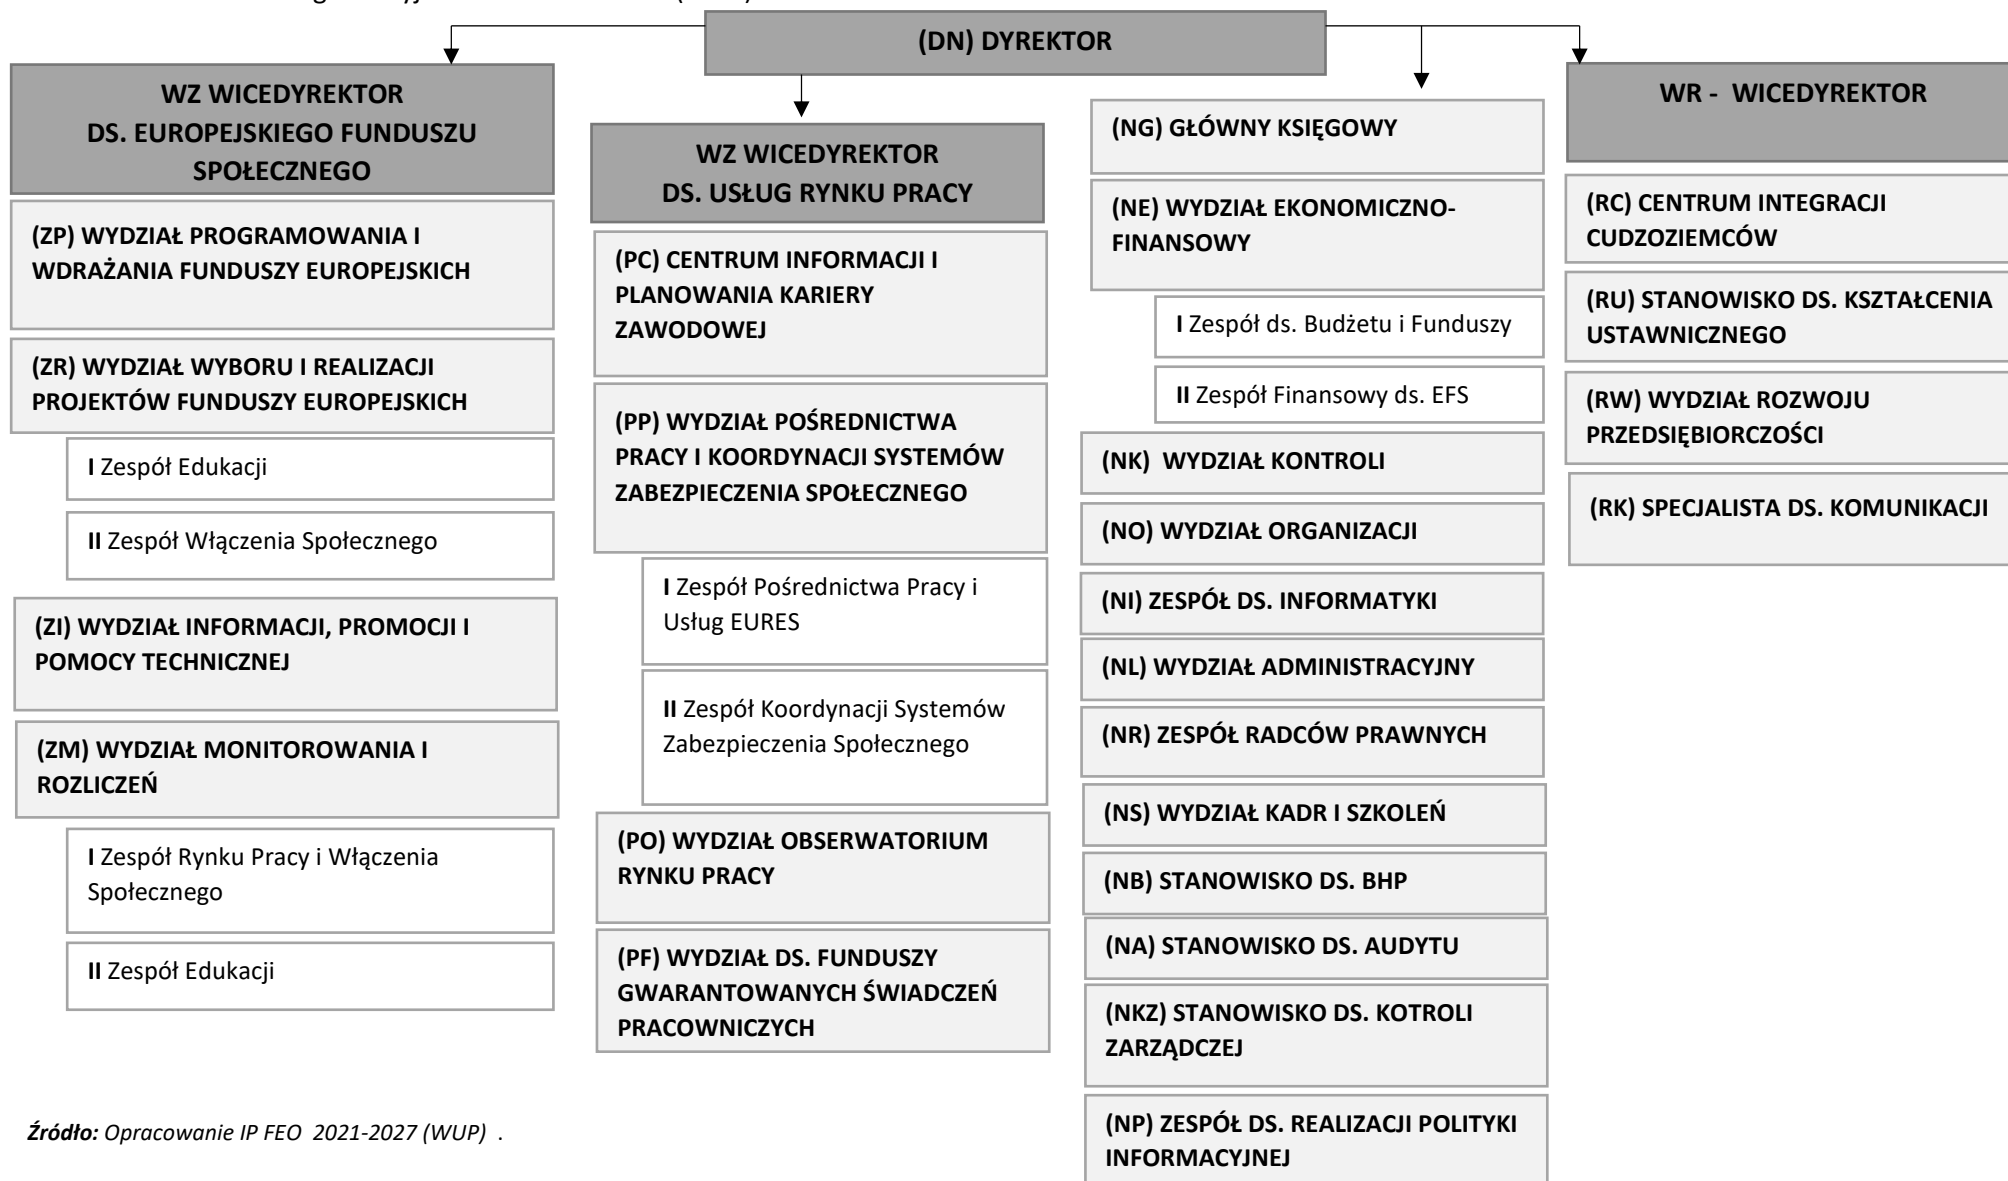 (DN) DYREKTOR
WZ WICEDYREKTOR
DS. EUROPEJSKIEGO FUNDUSZU
SPOŁECZNEGO
(ZP) WYDZIAŁ PROGRAMOWANIA I
WDRAŻANIA FUNDUSZY EUROPEJSKICH
(ZR) WYDZIAŁ WYBORU I REALIZACJI
PROJEKTÓW FUNDUSZY EUROPEJSKICH
I Zespół Edukacji
II Zespół Włączenia Społecznego
(ZI) WYDZIAŁ INFORMACJI, PROMOCJI I
POMOCY TECHNICZNEJ
(ZM) WYDZIAŁ MONITOROWANIA I
ROZLICZEŃ
I Zespół Rynku Pracy i Włączenia
Społecznego
II Zespół Edukacji
WZ WICEDYREKTOR
DS. USŁUG RYNKU PRACY
(PC) CENTRUM INFORMACJI I
PLANOWANIA KARIERY
ZAWODOWEJ
(PP) WYDZIAŁ POŚREDNICTWA
PRACY I KOORDYNACJI SYSTEMÓW
ZABEZPIECZENIA SPOŁECZNEGO
I Zespół Pośrednictwa Pracy i
Usług EURES
II Zespół Koordynacji Systemów
Zabezpieczenia Społecznego
(PO) WYDZIAŁ OBSERWATORIUM
RYNKU PRACY
(PF) WYDZIAŁ DS. FUNDUSZY
GWARANTOWANYCH ŚWIADCZEŃ
PRACOWNICZYCH
(NG) GŁÓWNY KSIĘGOWY
(NE) WYDZIAŁ EKONOMICZNO-
FINANSOWY
I Zespół ds. Budżetu i Funduszy
II Zespół Finansowy ds. EFS
(NK) WYDZIAŁ KONTROLI
(NO) WYDZIAŁ ORGANIZACJI
(NI) ZESPÓŁ DS. INFORMATYKI
(NL) WYDZIAŁ ADMINISTRACYJNY
(NR) ZESPÓŁ RADCÓW PRAWNYCH
(NS) WYDZIAŁ KADR I SZKOLEŃ
(NB) STANOWISKO DS. BHP
(NA) STANOWISKO DS. AUDYTU
(NKZ) STANOWISKO DS. KOTROLI
ZARZĄDCZEJ
(NP) ZESPÓŁ DS. REALIZACJI POLITYKI
INFORMACYJNEJ
WR - WICEDYREKTOR
(RC) CENTRUM INTEGRACJI
CUDZOZIEMCÓW
(RU) STANOWISKO DS. KSZTAŁCENIA
USTAWNICZNEGO
(RW) WYDZIAŁ ROZWOJU
PRZEDSIĘBIORCZOŚCI
(RK) SPECJALISTA DS. KOMUNIKACJI
Źródło: Opracowanie IP FEO 2021-2027 (WUP) .